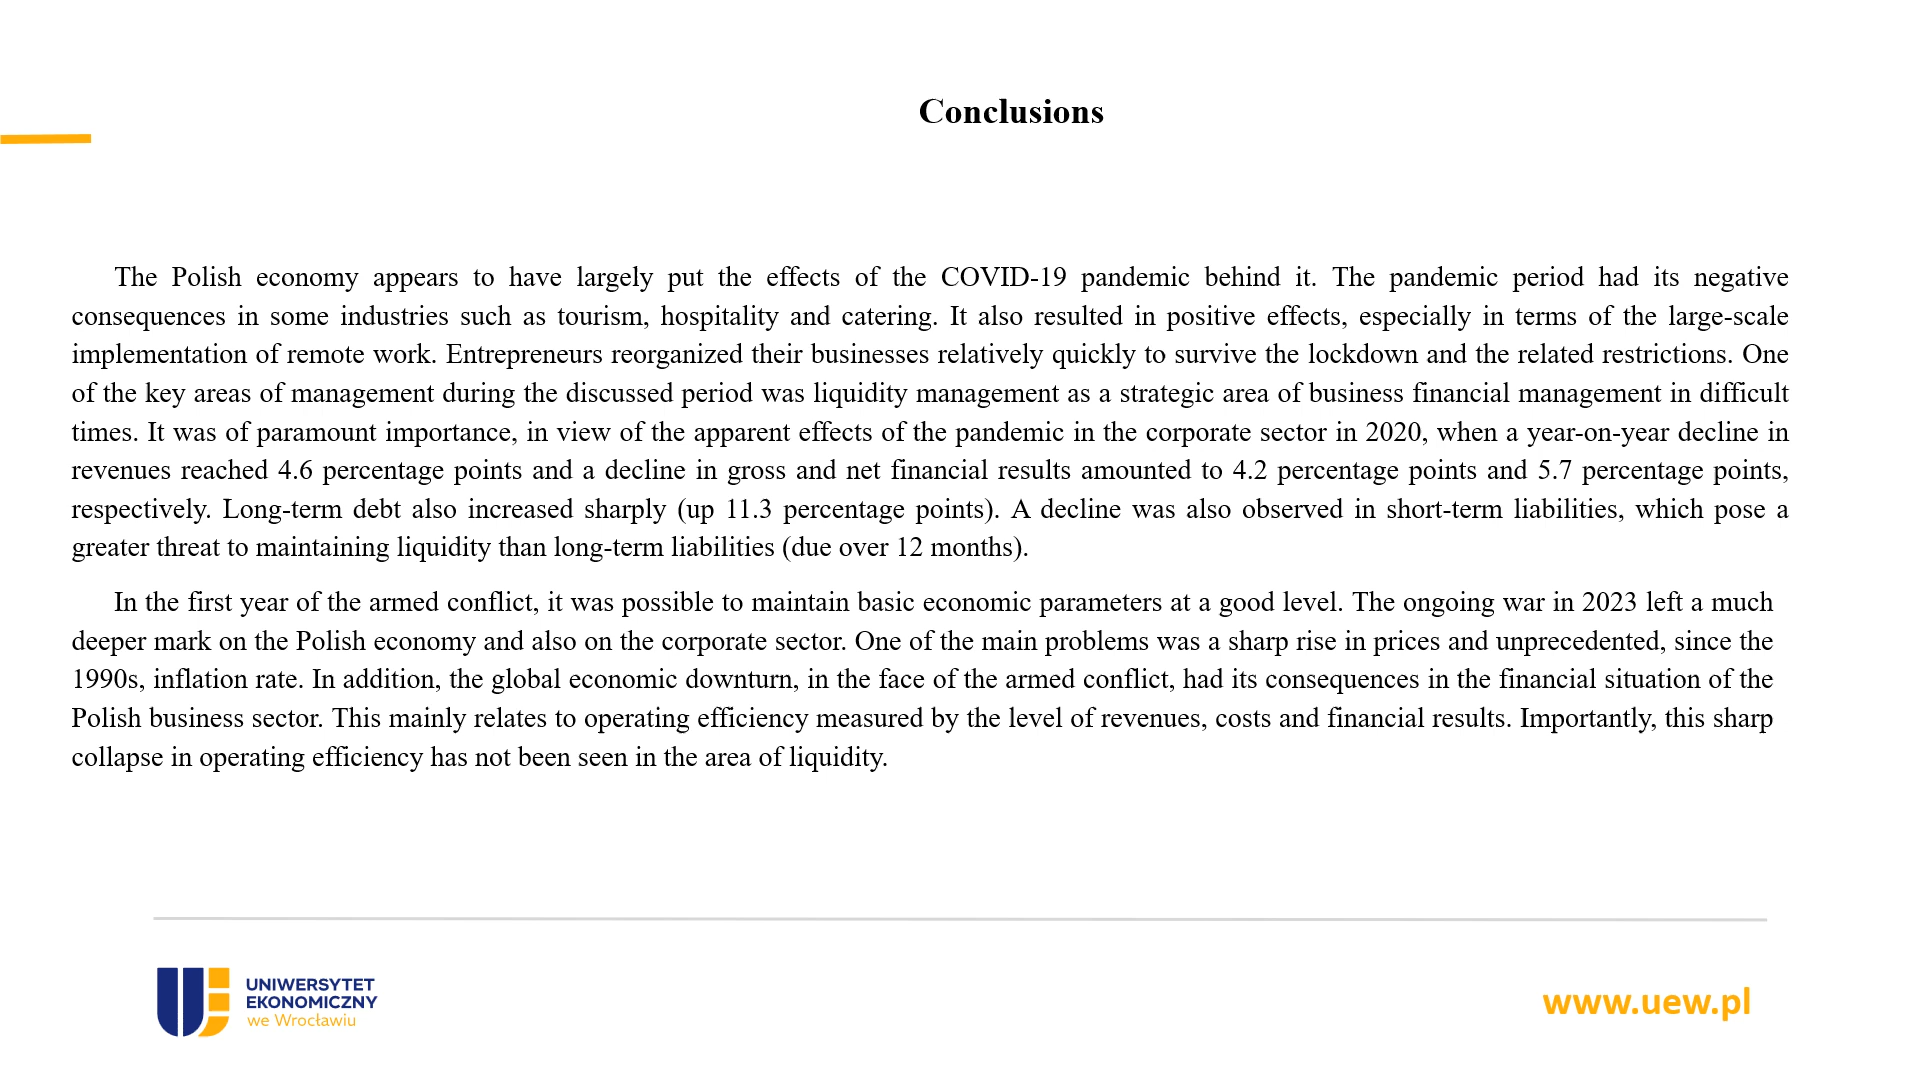 Conclusions
The Polish economy appears to have largely put the effects of the COVID-19 pandemic behind it. The pandemic period had its negative
consequences in some industries such as tourism, hospitality and catering. It also resulted in positive effects, especially in terms of the large-scale
implementation of remote work. Entrepreneurs reorganized their businesses relatively quickly to survive the lockdown and the related restrictions. One
of the key areas of management during the discussed period was liquidity management as a strategic area of business financial management in difficult
times. It was of paramount importance, in view of the apparent effects of the pandemic in the corporate sector in 2020, when a year-on-year decline in
revenues reached 4.6 percentage points and a decline in gross and net financial results amounted to 4.2 percentage points and 5.7 percentage points,
respectively. Long-term debt also increased sharply (up 11.3 percentage points). A decline was also observed in short-term liabilities, which pose a
greater threat to maintaining liquidity than long-term liabilities (due over 12 months).
In the first year of the armed conflict, it was possible to maintain basic economic parameters at a good level. The ongoing war in 2023 left a much
deeper mark on the Polish economy and also on the corporate sector. One of the main problems was a sharp rise in prices and unprecedented, since the
1990s, inflation rate. In addition, the global economic downturn, in the face of the armed conflict, had its consequences in the financial situation of the
Polish business sector. This mainly relates to operating efficiency measured by the level of revenues, costs and financial results. Importantly, this sharp
collapse in operating efficiency has not been seen in the area of liquidity.
UNIWERSYTET
EKONOMICZNY
we Wrocławiu
www.uew.pl